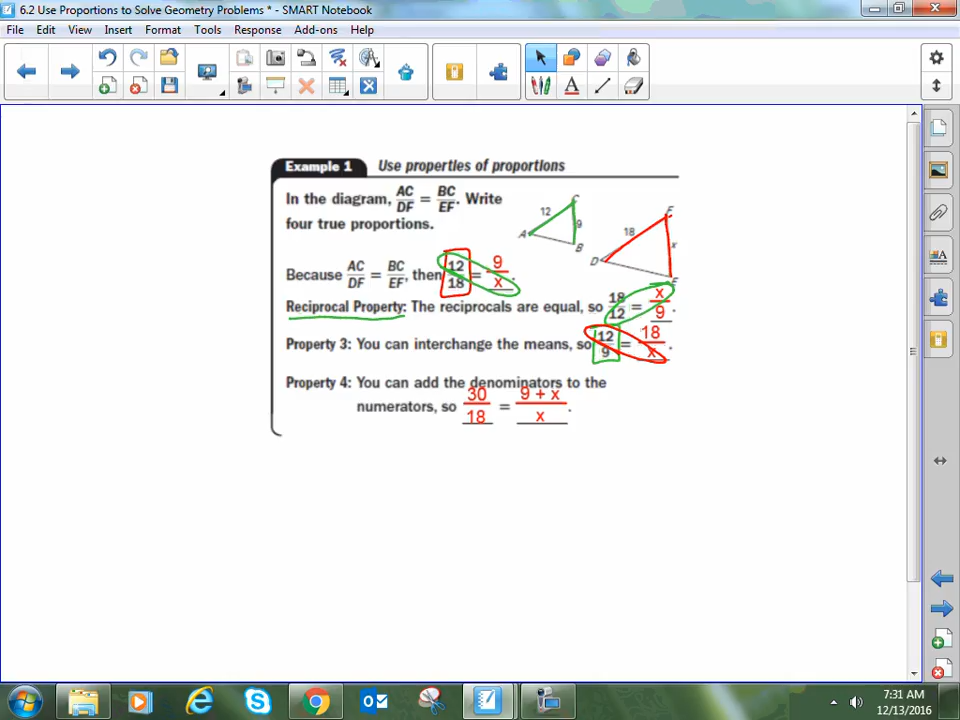 6.2 Use Proportions to Solve Geometry Problems * - SMART Notebook
File Edit View Insert Format Tools Response Add-ons Help
Example 1 Use properties of proportions
In the diagram, AC/DF = BC/EF. Write
four true proportions.
A 12 C 9 B
D 18 F x E
Because AC/DF = BC/EF, then 12/18 = 9/x.
Reciprocal Property: The reciprocals are equal, so 18/12 = x/9.
Property 3: You can interchange the means, so 12/9 = 18/x.
Property 4: You can add the denominators to the
numerators, so 30/18 = 9 + x/x.
7:31 AM
12/13/2016